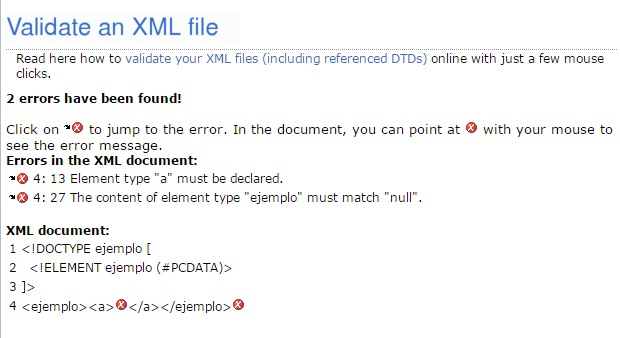 Validate an XML file
Read here how to validate your XML files (including referenced DTDs) online with just a few mouse
clicks.
2 errors have been found!
Click on to jump to the error. In the document, you can point at with your mouse to
see the error message.
Errors in the XML document:
4: 13 Element type "a" must be declared.
4: 27 The content of element type "ejemplo" must match "null".
XML document:
1 <!DOCTYPE ejemplo [
2 <!ELEMENT ejemplo (#PCDATA)>
3 ]>
4 <ejemplo><a></a></ejemplo>